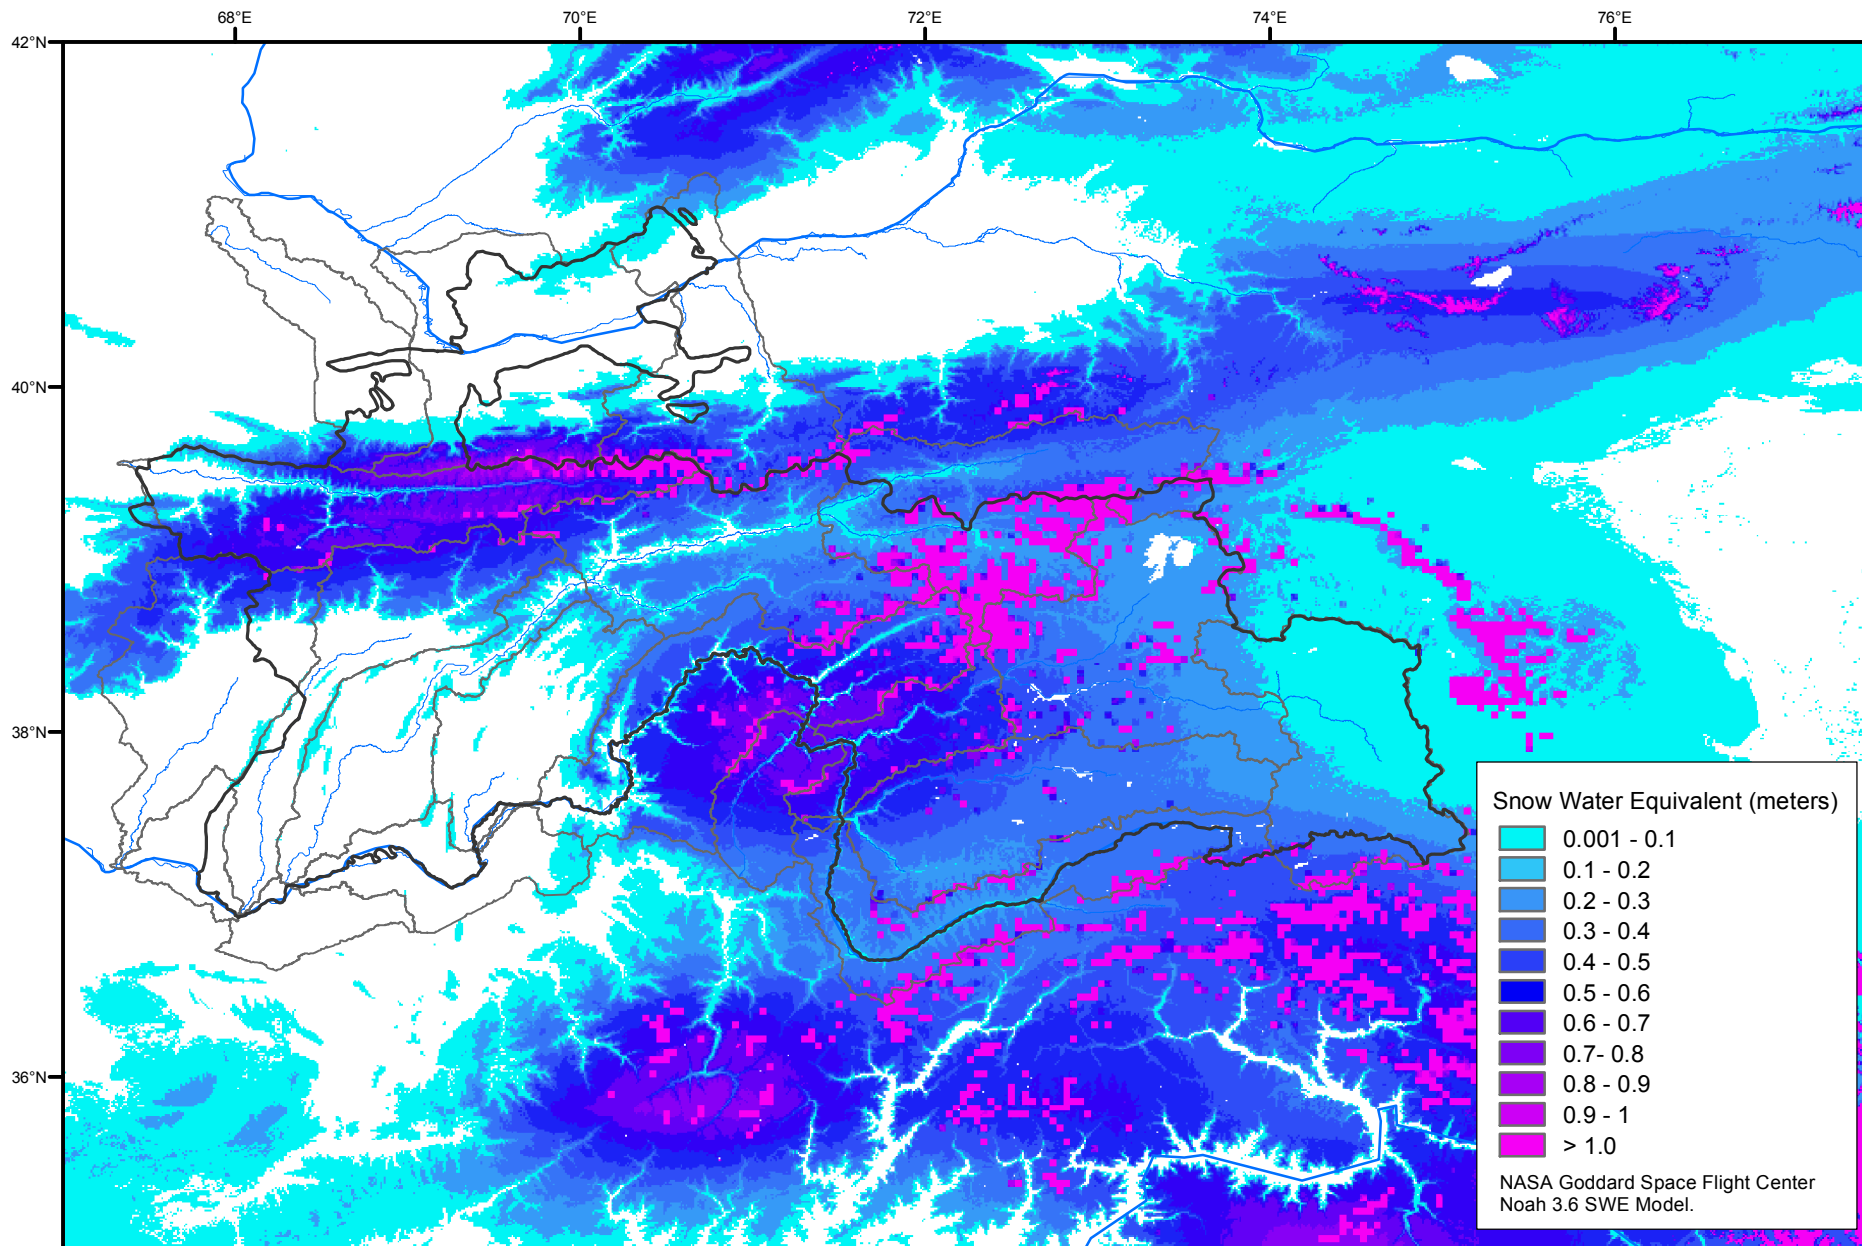 68°E 70°E 72°E 74°E 76°E
42°N
40°N
38°N
36°N
Snow Water Equivalent (meters)
0.001 - 0.1
0.1 - 0.2
0.2 - 0.3
0.3 - 0.4
0.4 - 0.5
0.5 - 0.6
0.6 - 0.7
0.7- 0.8
0.8 - 0.9
0.9 - 1
> 1.0
NASA Goddard Space Flight Center
Noah 3.6 SWE Model.